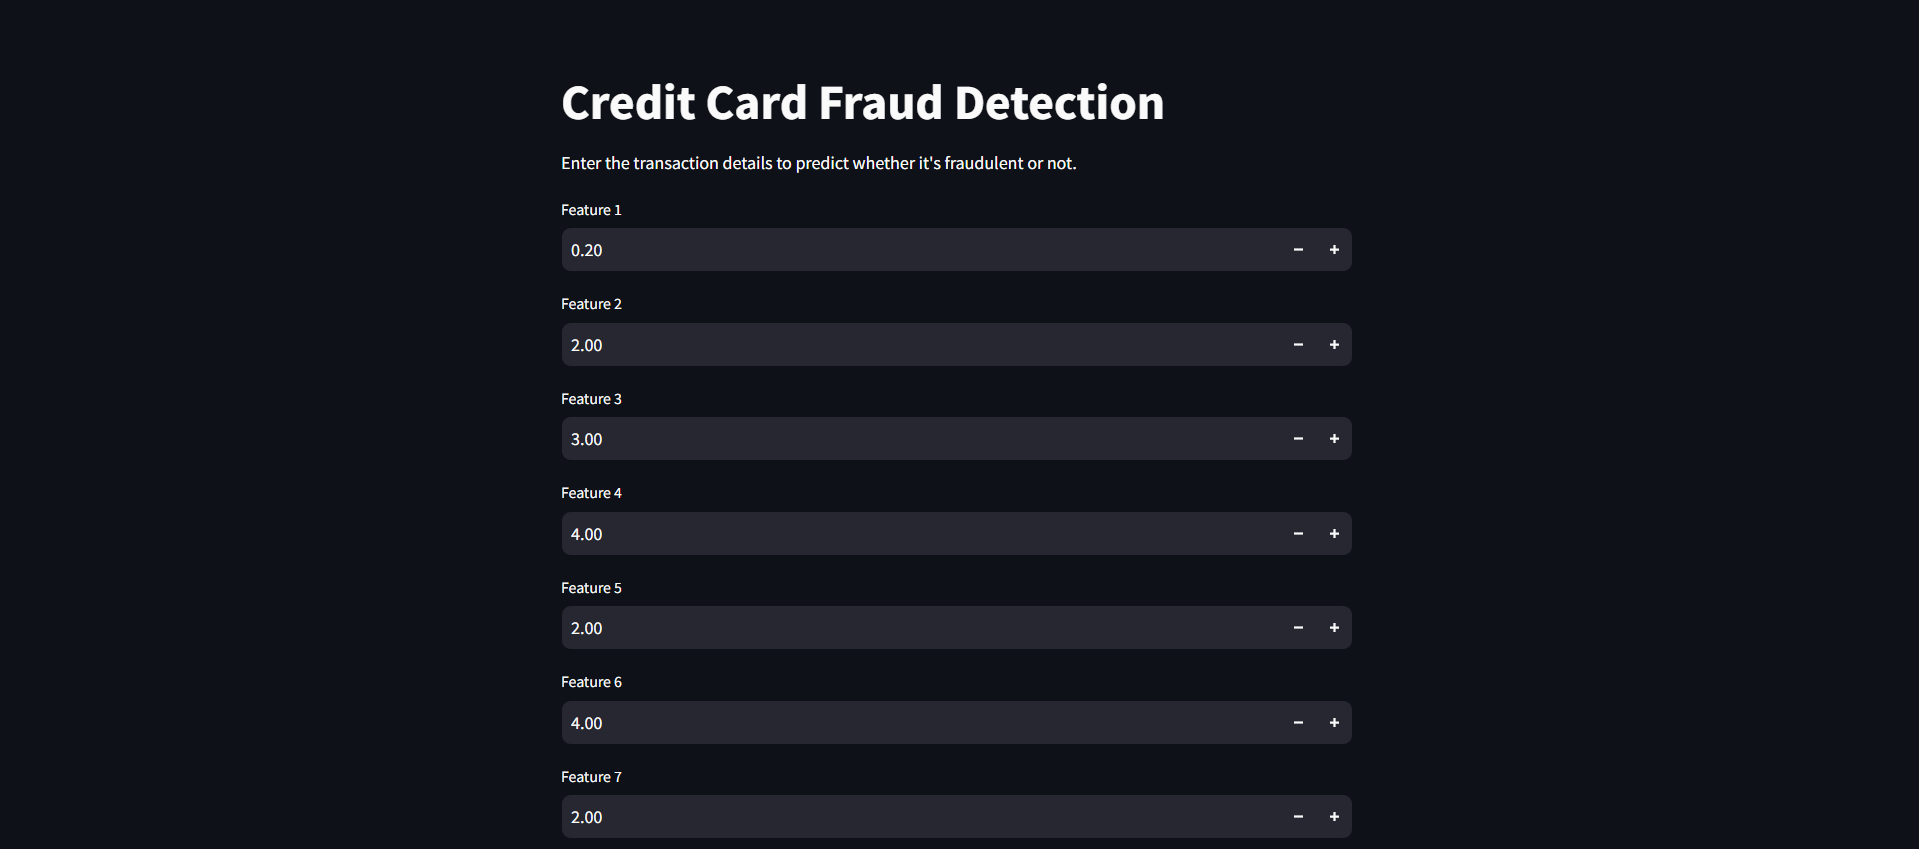 Credit Card Fraud Detection
Enter the transaction details to predict whether it's fraudulent or not.
Feature 1
0.20
Feature 2
2.00
Feature 3
3.00
Feature 4
4.00
Feature 5
2.00
Feature 6
4.00
Feature 7
2.00